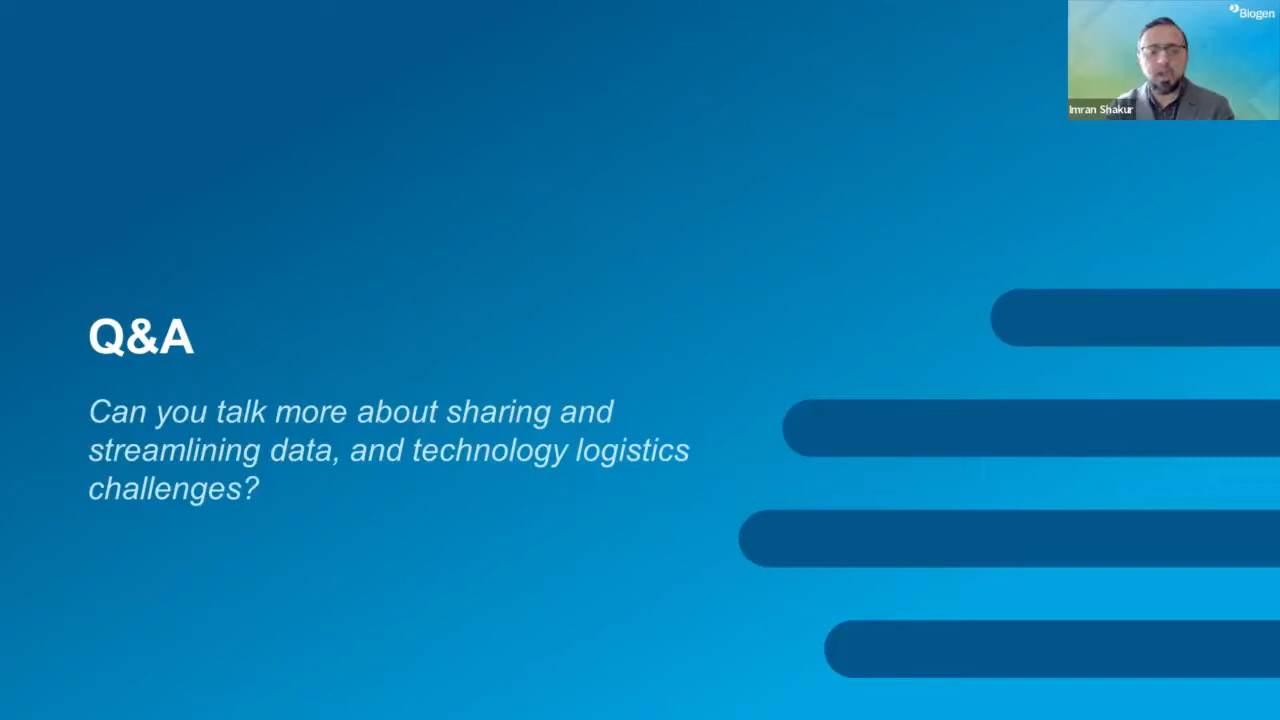 Biogen
Imran Shakur
Q&A
Can you talk more about sharing and
streamlining data, and technology logistics
challenges?